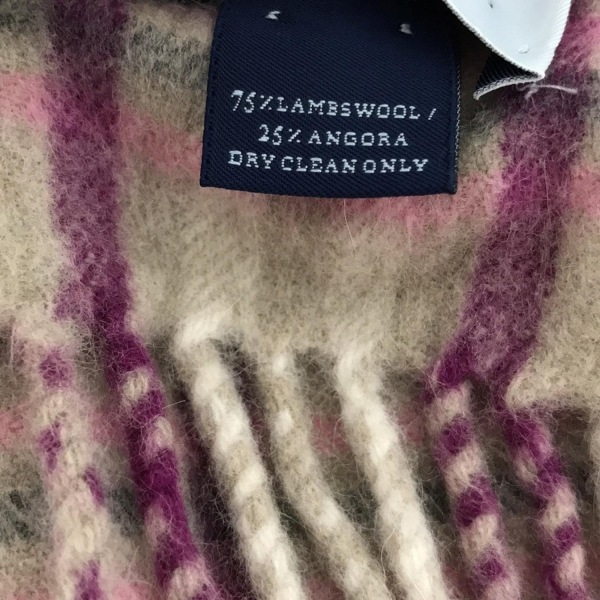 75% LAMBSWOOL /
25% ANGORA
DRY CLEAN ONLY